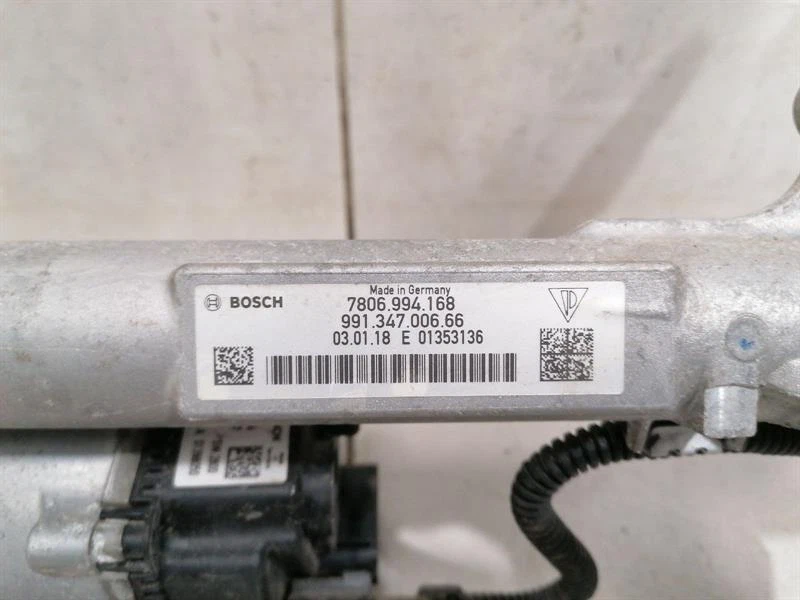 Made in Germany
BOSCH
7806.994.168
991.347.006.66
03.01.18 E 01353136